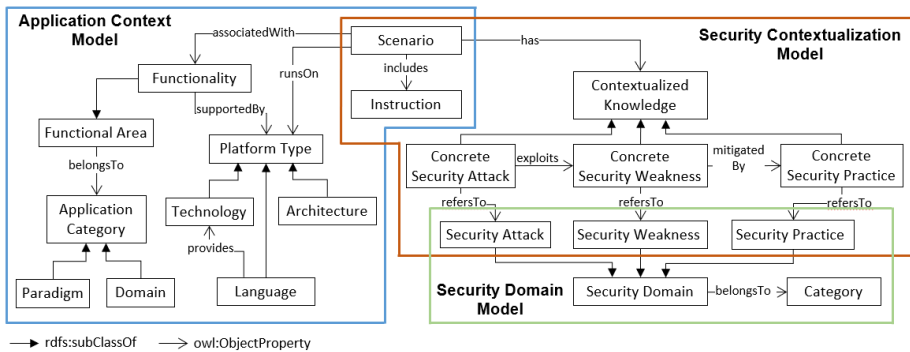 Application Context
Model
associatedWith
Scenario
has
Security Contextualization
Model
Functionality
runsOn
includes
Instruction
Contextualized
Knowledge
supportedBy
Functional Area
Platform Type
belongsTo
Concrete
Security Attack
exploits
Concrete
Security Weakness
mitigated
By
Concrete
Security Practice
Application
Category
Technology
Architecture
refersTo
refersTo
refersTo
provides
Security Attack
Security Weakness
Security Practice
Paradigm
Domain
Language
Security Domain
Model
Security Domain
belongsTo
Category
rdfs:subClassOf
owl:ObjectProperty